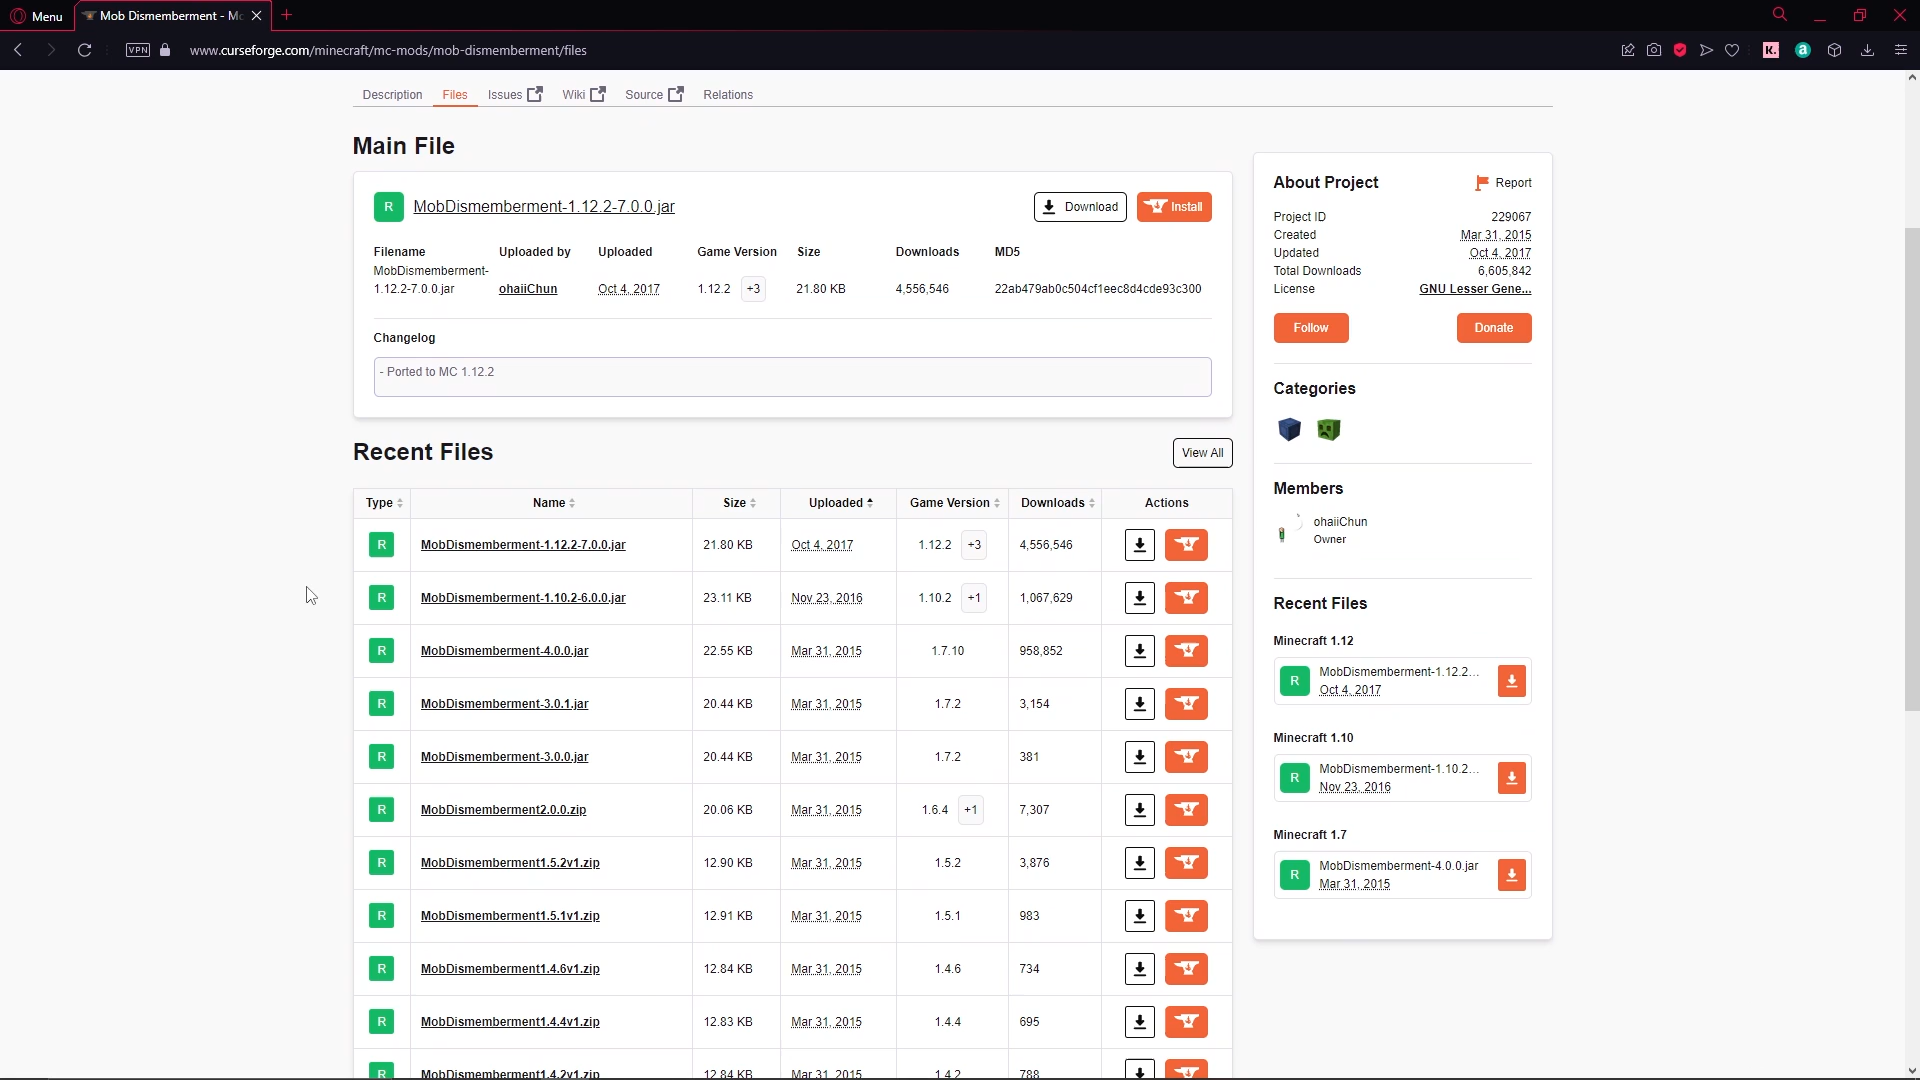 Menu
Mob Dismemberment - Mc
VPN
www.curseforge.com/minecraft/mc-mods/mob-dismemberment/files
K.
a
Description Files Issues Wiki Source Relations
Main File
R MobDismemberment-1.12.2-7.0.0.jar Download Install
Filename Uploaded by Uploaded Game Version Size Downloads MD5
MobDismemberment-
1.12.2-7.0.0.jar ohaiiChun Oct 4, 2017 1.12.2 +3 21.80 KB 4,556,546 22ab479ab0c504cf1eec8d4cde93c300
Changelog
- Ported to MC 1.12.2
Recent Files View All
Type Name Size Uploaded Game Version Downloads Actions
R MobDismemberment-1.12.2-7.0.0.jar 21.80 KB Oct 4, 2017 1.12.2 +3 4,556,546
R MobDismemberment-1.10.2-6.0.0.jar 23.11 KB Nov 23, 2016 1.10.2 +1 1,067,629
R MobDismemberment-4.0.0.jar 22.55 KB Mar 31, 2015 1.7.10 958,852
R MobDismemberment-3.0.1.jar 20.44 KB Mar 31, 2015 1.7.2 3,154
R MobDismemberment-3.0.0.jar 20.44 KB Mar 31, 2015 1.7.2 381
R MobDismemberment2.0.0.zip 20.06 KB Mar 31, 2015 1.6.4 +1 7,307
R MobDismemberment1.5.2v1.zip 12.90 KB Mar 31, 2015 1.5.2 3,876
R MobDismemberment1.5.1v1.zip 12.91 KB Mar 31, 2015 1.5.1 983
R MobDismemberment1.4.6v1.zip 12.84 KB Mar 31, 2015 1.4.6 734
R MobDismemberment1.4.4v1.zip 12.83 KB Mar 31, 2015 1.4.4 695
R MobDismemberment1.4.2v1.zip 12.84 KB Mar 31, 2015 1.4.2 788
About Project Report
Project ID 229067
Created Mar 31, 2015
Updated Oct 4, 2017
Total Downloads 6,605,842
License GNU Lesser Gene...
Follow Donate
Categories
Members
ohaiiChun
Owner
Recent Files
Minecraft 1.12
R MobDismemberment-1.12.2...
Oct 4, 2017
Minecraft 1.10
R MobDismemberment-1.10.2...
Nov 23, 2016
Minecraft 1.7
R MobDismemberment-4.0.0.jar
Mar 31, 2015